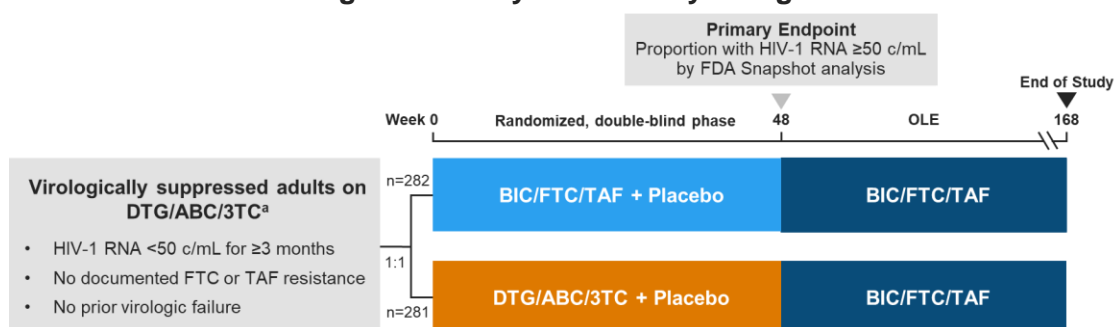 Primary Endpoint
Proportion with HIV-1 RNA ≥50 c/mL
by FDA Snapshot analysis
End of Study
Week 0
Randomized, double-blind phase
48
OLE
168
Virologically suppressed adults on
DTG/ABC/3TCᵃ
• HIV-1 RNA <50 c/mL for ≥3 months
• No documented FTC or TAF resistance
• No prior virologic failure
1:1
n=282
BIC/FTC/TAF + Placebo
BIC/FTC/TAF
n=281
DTG/ABC/3TC + Placebo
BIC/FTC/TAF